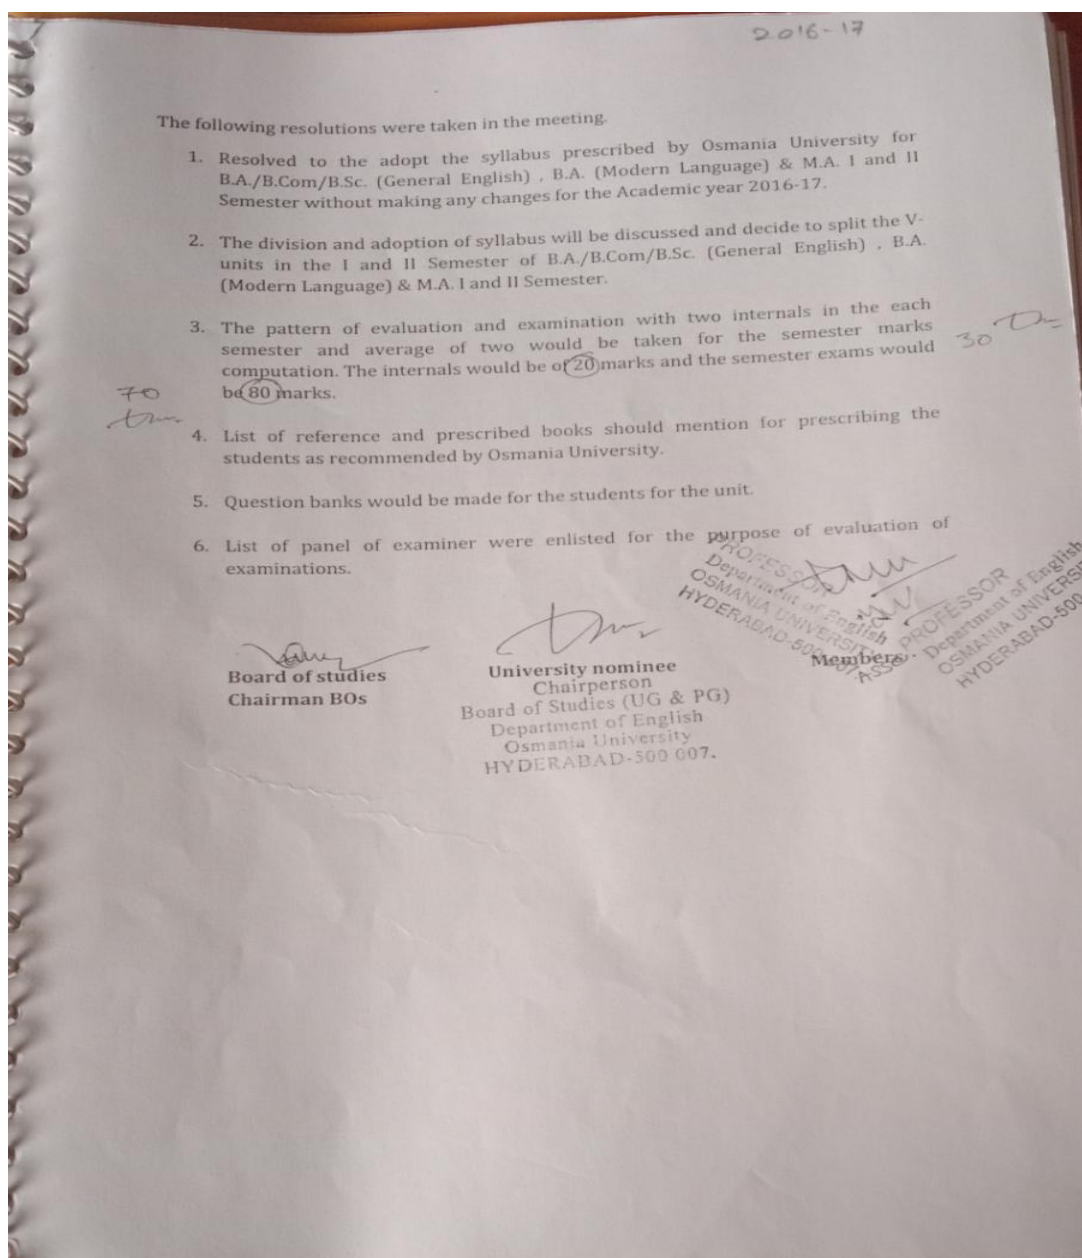 2016-17
The following resolutions were taken in the meeting.
1. Resolved to the adopt the syllabus prescribed by Osmania University for
B.A./B.Com/B.Sc. (General English) , B.A. (Modern Language) & M.A. I and II
Semester without making any changes for the Academic year 2016-17.
2. The division and adoption of syllabus will be discussed and decide to split the V-
units in the I and II Semester of B.A./B.Com/B.Sc. (General English) , B.A.
(Modern Language) & M.A. I and II Semester.
3. The pattern of evaluation and examination with two internals in the each
semester and average of two would be taken for the semester marks
30
computation. The internals would be of 20 marks and the semester exams would
70
be 80 marks.
4. List of reference and prescribed books should mention for prescribing the
students as recommended by Osmania University.
5. Question banks would be made for the students for the unit.
6. List of panel of examiner were enlisted for the purpose of evaluation of
examinations.
PROFESSOR
Department of English
OSMANIA UNIVERSITY
HYDERABAD-500
PROFESSOR
Department of English
OSMANIA UNIVERSI
HYDERABAD-500
Board of studies
Chairman BOs
University nominee
Chairperson
Board of Studies (UG & PG)
Department of English
Osmania University
HYDERABAD-500 007.
Members